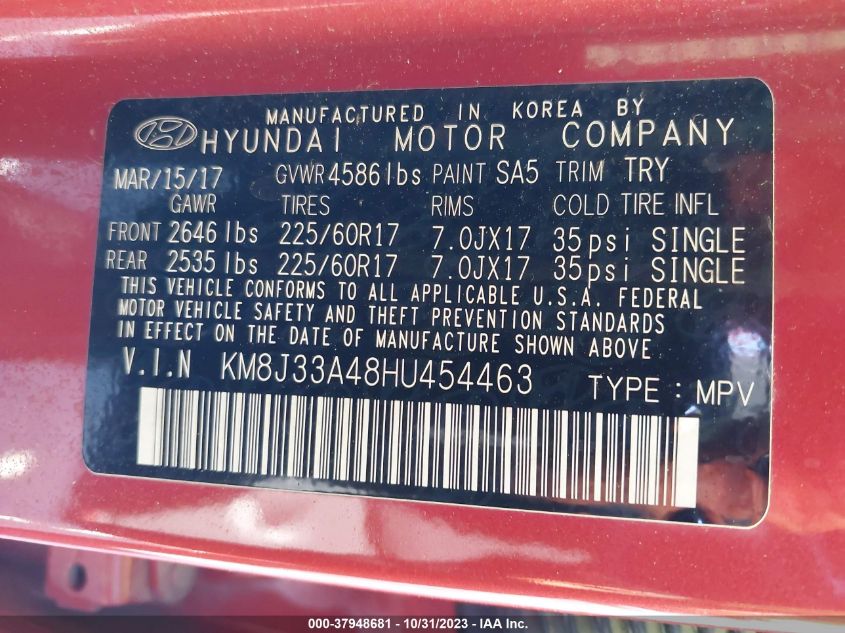 MANUFACTURED IN KOREA BY
HYUNDAI MOTOR COMPANY
MAR/15/17 GVWR 4586 lbs PAINT SA5 TRIM TRY
GAWR TIRES RIMS COLD TIRE INFL
FRONT 2646 lbs 225/60R17 7.0JX17 35psi SINGLE
REAR 2535 lbs 225/60R17 7.0JX17 35psi SINGLE
THIS VEHICLE CONFORMS TO ALL APPLICABLE U.S.A. FEDERAL
MOTOR VEHICLE SAFETY AND THEFT PREVENTION STANDARDS
IN EFFECT ON THE DATE OF MANUFACTURE SHOWN ABOVE
V.I.N KM8J33A48HU454463 TYPE : MPV
000-37948681 - 10/31/2023 - IAA Inc.